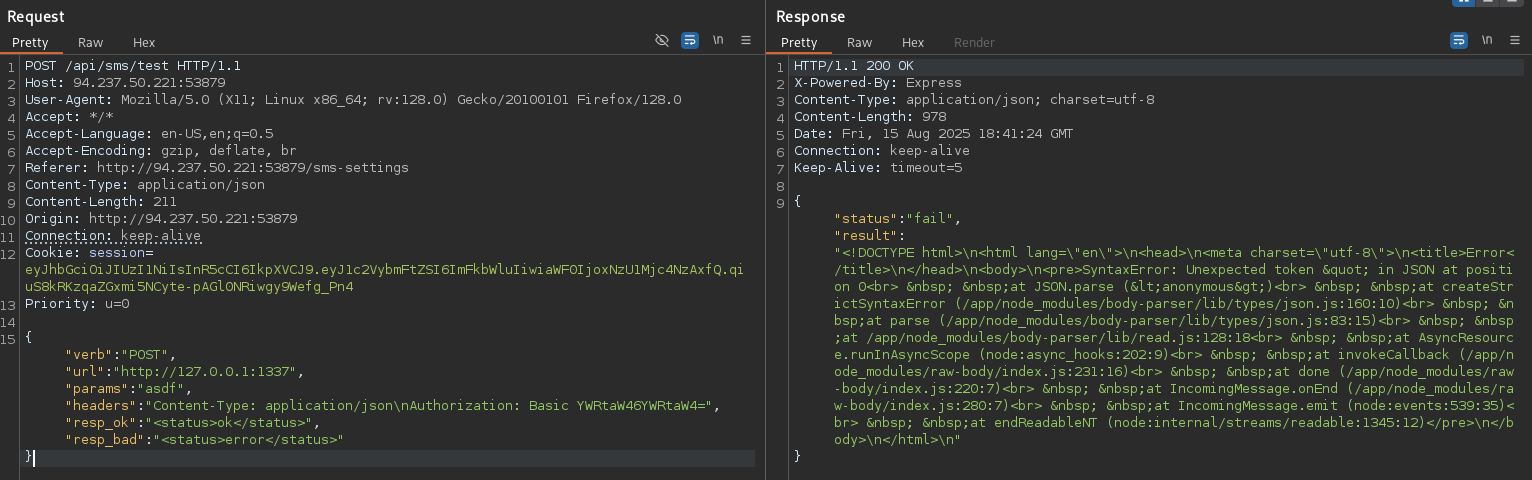 Request
Pretty Raw Hex
\n
1 POST /api/sms/test HTTP/1.1
2 Host: 94.237.50.221:53879
3 User-Agent: Mozilla/5.0 (X11; Linux x86_64; rv:128.0) Gecko/20100101 Firefox/128.0
4 Accept: */*
5 Accept-Language: en-US,en;q=0.5
6 Accept-Encoding: gzip, deflate, br
7 Referer: http://94.237.50.221:53879/sms-settings
8 Content-Type: application/json
9 Content-Length: 211
10 Origin: http://94.237.50.221:53879
11 Connection: keep-alive
12 Cookie: session=
eyJhbGciOiJIUzI1NiIsInR5cCI6IkpXVCJ9.eyJ1c2VybmFtZSI6ImFkbWluIiwiaWF0IjoxNzU1Mjc4NzAxfQ.qi
uS8kRKzqaZGxmi5NCyte-pAGlONRiwgy9Wefg_Pn4
13 Priority: u=0
14
15 {
"verb":"POST",
"url":"http://127.0.0.1:1337",
"params":"asdf",
"headers":"Content-Type: application/json\nAuthorization: Basic YWRtaW46YWRtaW4=",
"resp_ok":"<status>ok</status>",
"resp_bad":"<status>error</status>"
}
Response
Pretty Raw Hex Render
\n
1 HTTP/1.1 200 OK
2 X-Powered-By: Express
3 Content-Type: application/json; charset=utf-8
4 Content-Length: 978
5 Date: Fri, 15 Aug 2025 18:41:24 GMT
6 Connection: keep-alive
7 Keep-Alive: timeout=5
8
9 {
"status":"fail",
"result":
"<!DOCTYPE html>\n<html lang=\"en\">\n<head>\n<meta charset=\"utf-8\">\n<title>Error<
/title>\n</head>\n<body>\n<pre>SyntaxError: Unexpected token &quot; in JSON at positi
on 0<br> &nbsp; &nbsp;at JSON.parse (&lt;anonymous&gt;)<br> &nbsp; &nbsp;at createStr
ictSyntaxError (/app/node_modules/body-parser/lib/types/json.js:160:10)<br> &nbsp; &n
bsp;at parse (/app/node_modules/body-parser/lib/types/json.js:83:15)<br> &nbsp; &nbsp
;at /app/node_modules/body-parser/lib/read.js:128:18<br> &nbsp; &nbsp;at AsyncResourc
e.runInAsyncScope (node:async_hooks:202:9)<br> &nbsp; &nbsp;at invokeCallback (/app/n
ode_modules/raw-body/index.js:231:16)<br> &nbsp; &nbsp;at done (/app/node_modules/raw
-body/index.js:220:7)<br> &nbsp; &nbsp;at IncomingMessage.onEnd (/app/node_modules/ra
w-body/index.js:280:7)<br> &nbsp; &nbsp;at IncomingMessage.emit (node:events:539:35)<
br> &nbsp; &nbsp;at endReadableNT (node:internal/streams/readable:1345:12)</pre>\n</b
ody>\n</html>\n"
}